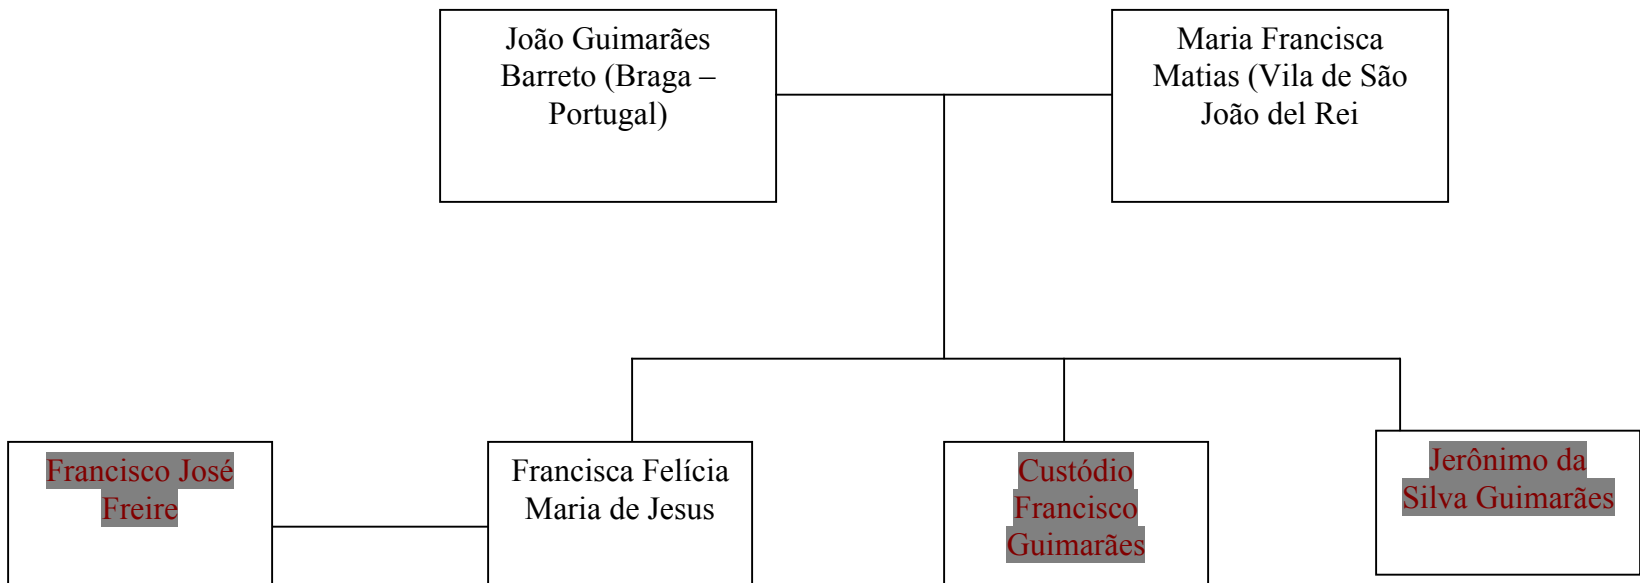 João Guimarães
Barreto (Braga –
Portugal)
Maria Francisca
Matias (Vila de São
João del Rei
Francisco José
Freire
Francisca Felícia
Maria de Jesus
Custódio
Francisco
Guimarães
Jerônimo da
Silva Guimarães